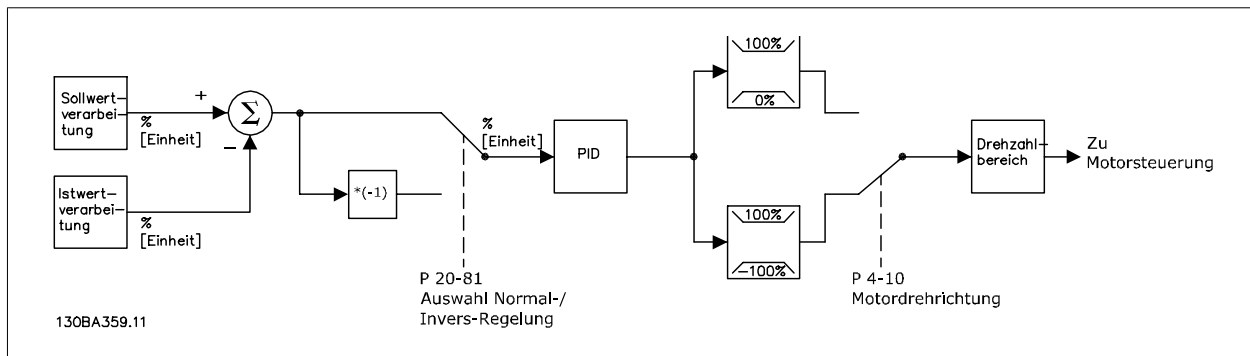 Sollwert-
verarbei-
tung
%
[Einheit]
+
Σ
−
Istwert-
verarbei-
tung
%
[Einheit]
*(-1)
%
[Einheit]
P 20-81
Auswahl Normal-/
Invers-Regelung
PID
100%
0%
100%
-100%
P 4-10
Motordrehrichtung
Drehzahl-
bereich
Zu
Motorsteuerung
130BA359.11